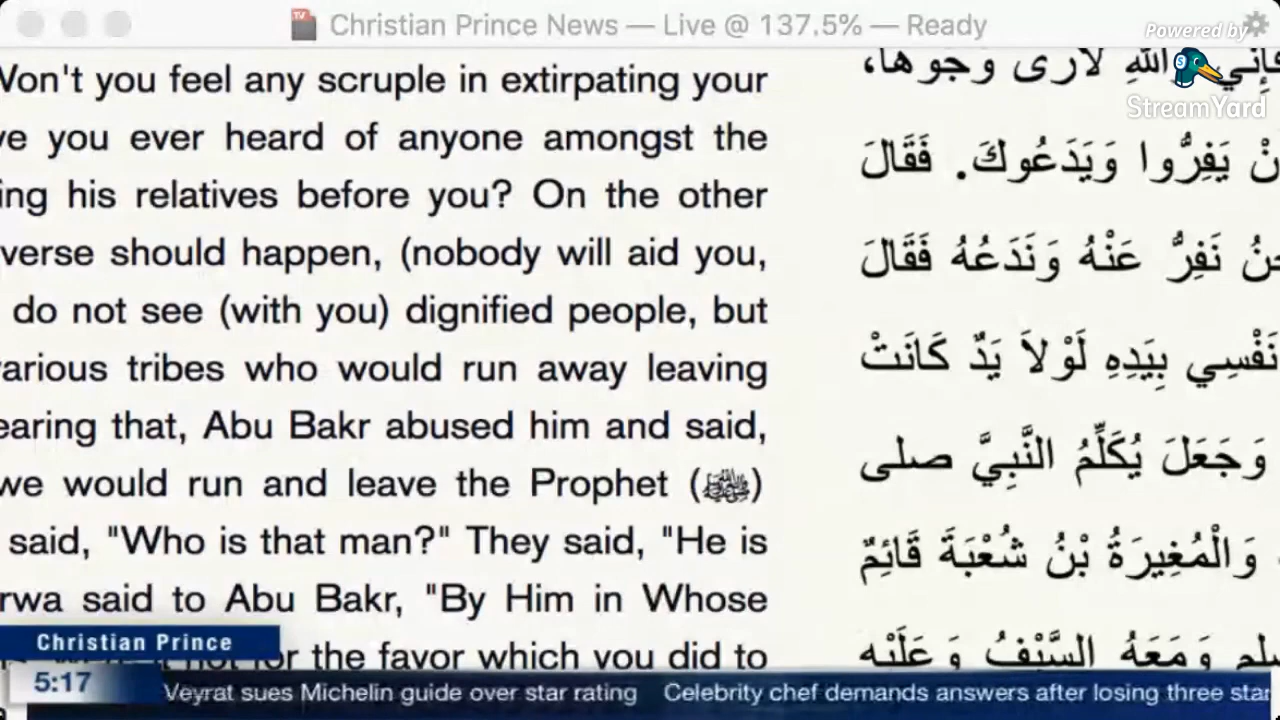 Christian Prince News — Live @ 137.5% — Ready
Powered by
StreamYard
Won't you feel any scruple in extirpating your
ve you ever heard of anyone amongst the
ing his relatives before you? On the other
verse should happen, (nobody will aid you,
do not see (with you) dignified people, but
various tribes who would run away leaving
earing that, Abu Bakr abused him and said,
we would run and leave the Prophet (ﷺ)
said, "Who is that man?" They said, "He is
rwa said to Abu Bakr, "By Him in Whose
for the favor which you did to
فَإِنِّي وَاللَّهِ لأَرَى وُجُوهًا،
نْ يَفِرُّوا وَيَدَعُوكَ. فَقَالَ
حْنُ نَفِرُّ عَنْهُ وَنَدَعُهُ فَقَالَ
نَفْسِي بِيَدِهِ لَوْلاَ يَدٌ كَانَتْ
وَجَعَلَ يُكَلِّمُ النَّبِيَّ صلى
وَالْمُغِيرَةُ بْنُ شُعْبَةَ قَائِمٌ
سلم وَمَعَهُ السَّيْفُ وَعَلَيْهِ
Christian Prince
5:17
Veyrat sues Michelin guide over star rating Celebrity chef demands answers after losing three star